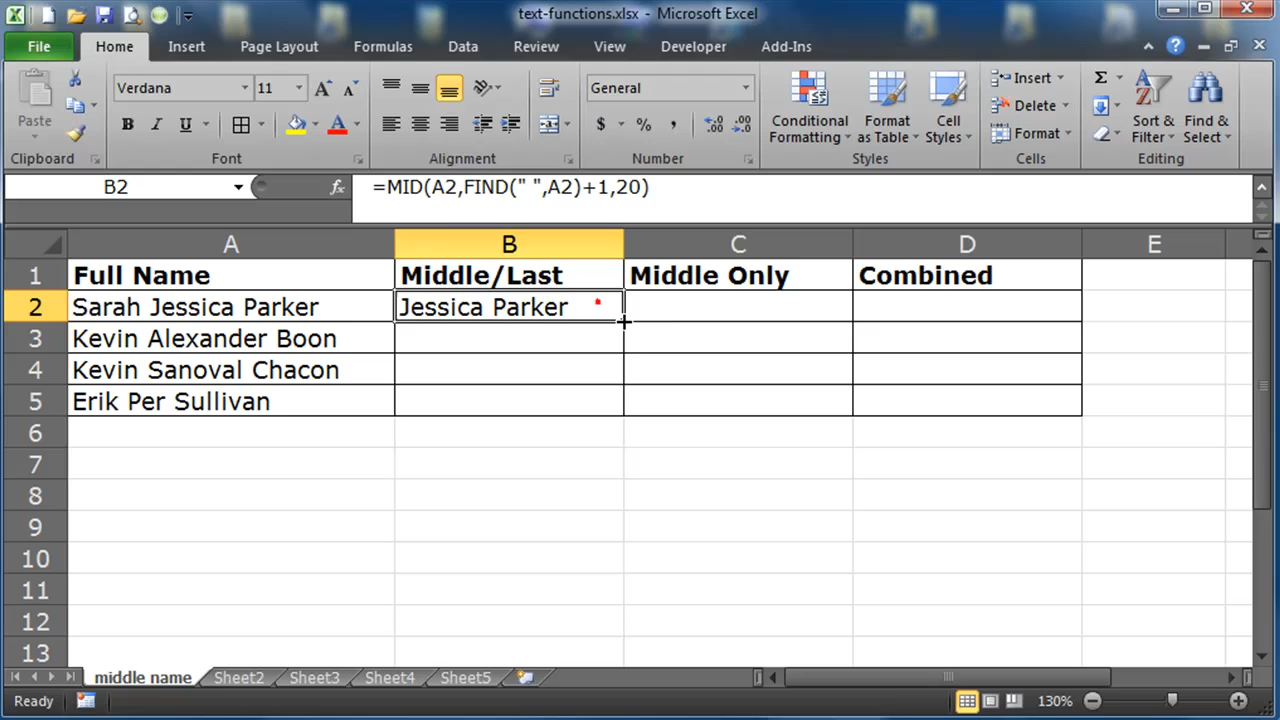 text-functions.xlsx - Microsoft Excel
File Home Insert Page Layout Formulas Data Review View Developer Add-Ins
Paste
Clipboard
Verdana 11
B I U A
Font
Alignment
General
$ % ,
Number
Conditional Formatting
Format as Table
Cell Styles
Styles
Insert
Delete
Format
Cells
Σ
Sort & Filter
Find & Select
Editing
B2 fx =MID(A2,FIND(" ",A2)+1,20)
A B C D E
1 Full Name Middle/Last Middle Only Combined
2 Sarah Jessica Parker Jessica Parker
3 Kevin Alexander Boon
4 Kevin Sanoval Chacon
5 Erik Per Sullivan
6
7
8
9
10
11
12
13
middle name Sheet2 Sheet3 Sheet4 Sheet5
Ready 130%